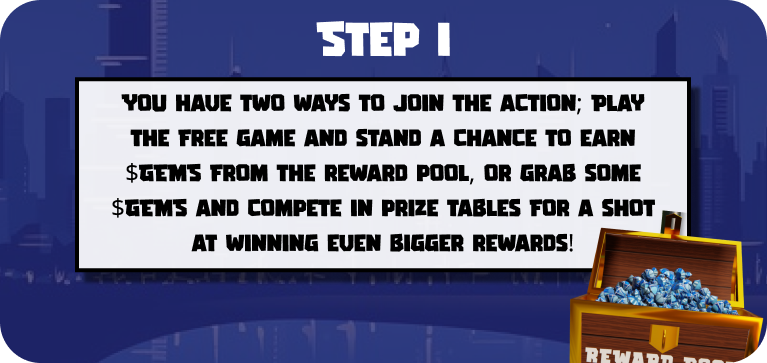 STEP 1
YOU HAVE TWO WAYS TO JOIN THE ACTION; PLAY
THE FREE GAME AND STAND A CHANCE TO EARN
$GEMS FROM THE REWARD POOL, OR GRAB SOME
$GEMS AND COMPETE IN PRIZE TABLES FOR A SHOT
AT WINNING EVEN BIGGER REWARDS!
REWARD POOL